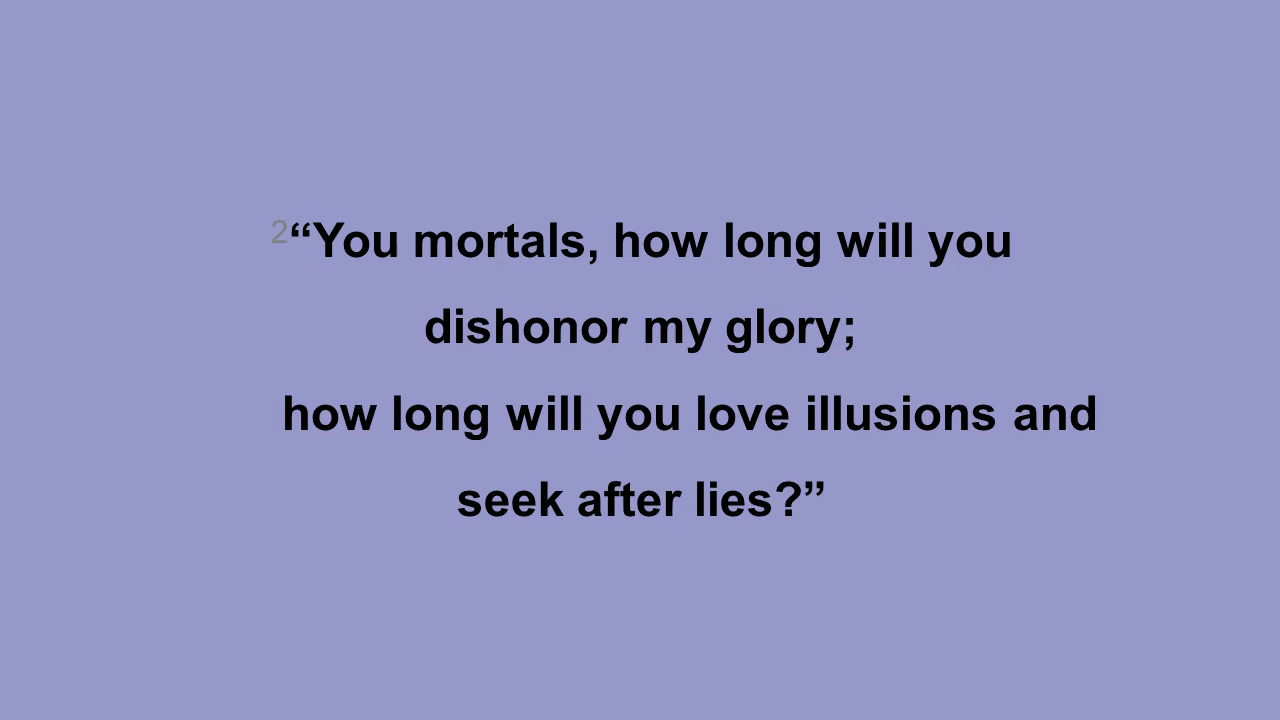 2“You mortals, how long will you
dishonor my glory;
how long will you love illusions and
seek after lies?”